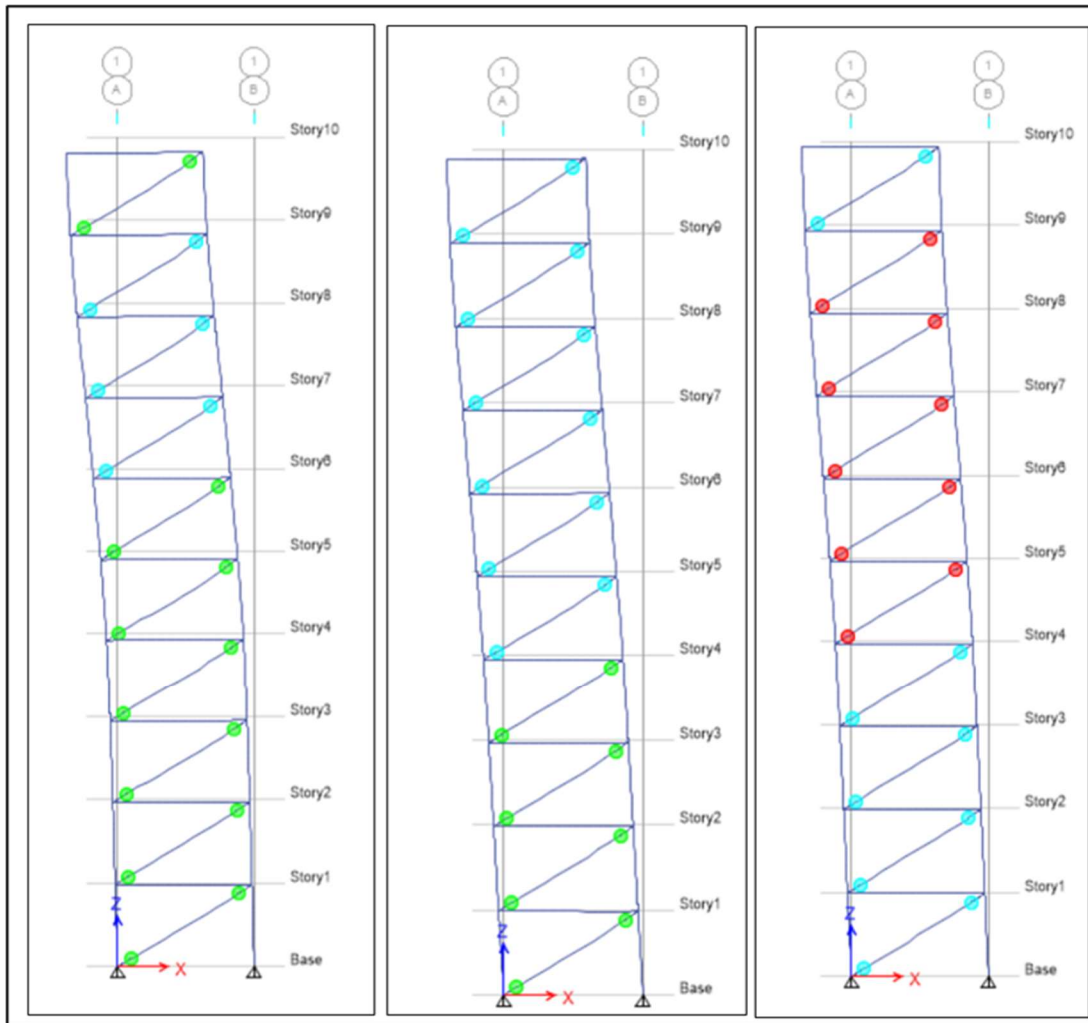 1 1
A B
Story10
Story9
Story8
Story7
Story6
Story5
Story4
Story3
Story2
Story1
Z
X
Base
1 1
A B
Story10
Story9
Story8
Story7
Story6
Story5
Story4
Story3
Story2
Story1
Z
X
Base
1 1
A B
Story10
Story9
Story8
Story7
Story6
Story5
Story4
Story3
Story2
Story1
Z
X
Base